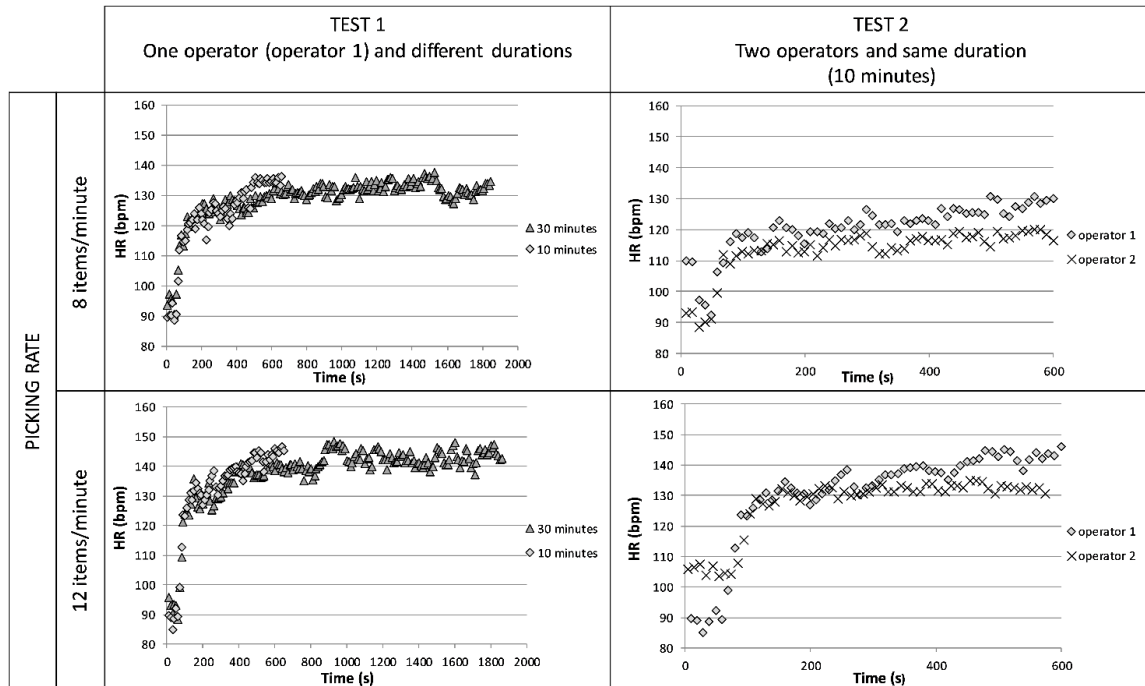 TEST 1
One operator (operator 1) and different durations
TEST 2
Two operators and same duration
(10 minutes)
PICKING RATE
8 items/minute
HR (bpm)
160
150
140
130
120
110
100
90
80
0 200 400 600 800 1000 1200 1400 1600 1800 2000
Time (s)
30 minutes
10 minutes
HR (bpm)
160
150
140
130
120
110
100
90
80
0 200 400 600
Time (s)
operator 1
operator 2
12 items/minute
HR (bpm)
160
150
140
130
120
110
100
90
80
0 200 400 600 800 1000 1200 1400 1600 1800 2000
Time (s)
30 minutes
10 minutes
HR (bpm)
160
150
140
130
120
110
100
90
80
0 200 400 600
Time (s)
operator 1
operator 2